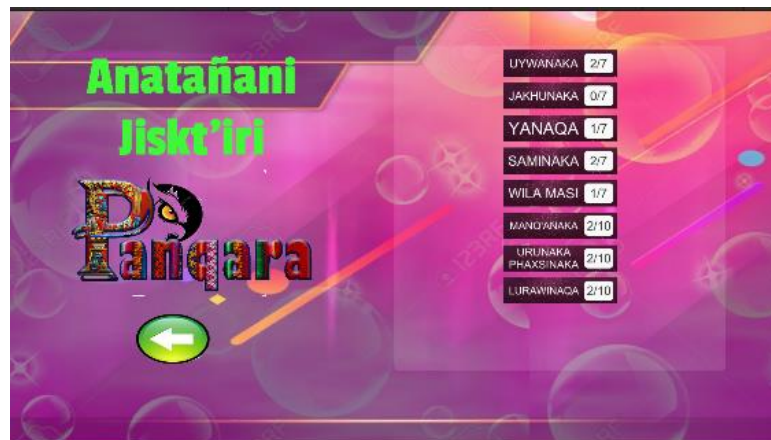 Anatañani
Jiskt'iri
Panqara
UYWANAKA 2/7
JAKHUNAKA 0/7
YANAQA 1/7
SAMINAKA 2/7
WILA MASI 1/7
MANQ'ANAKA 2/10
URUNAKA
PHAXSINAKA 2/10
LURAWINAQA 2/10